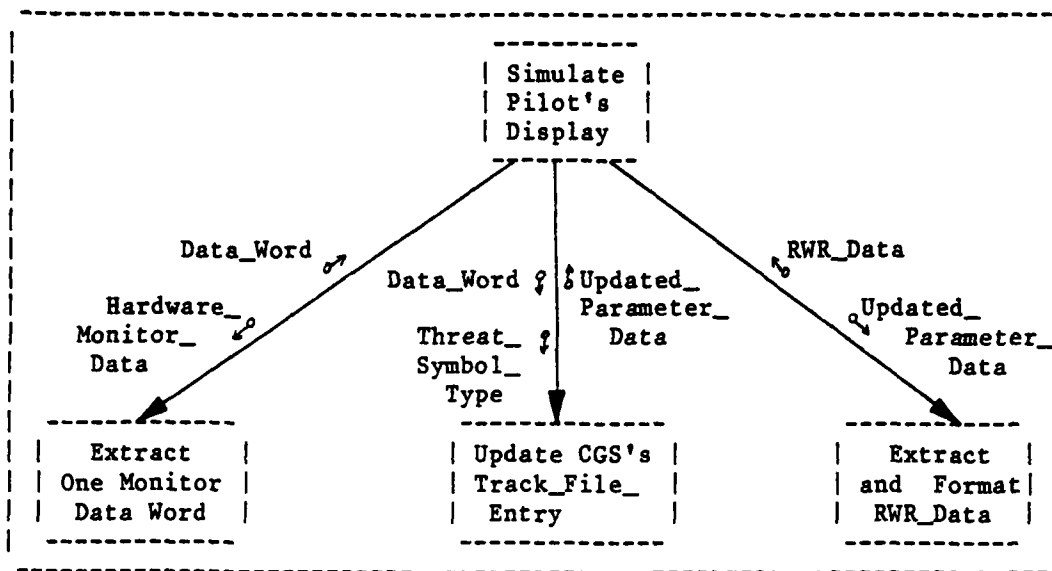 Simulate
Pilot's
Display
Data_Word
Hardware_
Monitor_
Data
Data_Word
Threat_
Symbol_
Type
Updated_
Parameter_
Data
RWR_Data
Updated_
Parameter_
Data
Extract
One Monitor
Data Word
Update CGS's
Track_File_
Entry
Extract
and Format
RWR_Data